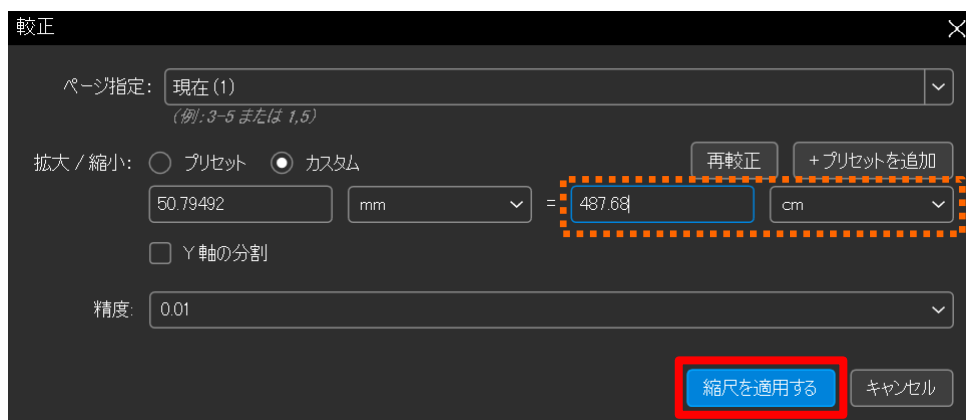 較正
ページ指定: 現在 (1)
(例: 3-5 または 1,5)
拡大 / 縮小: プリセット カスタム 再較正 +プリセットを追加
50.79492 mm = 487.68 cm
Y 軸の分割
精度: 0.01
縮尺を適用する キャンセル